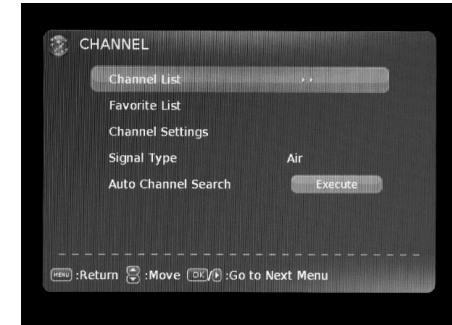 CHANNEL
Channel List
Favorite List
Channel Settings
Signal Type Air
Auto Channel Search Execute
MENU :Return :Move OK/ :Go to Next Menu